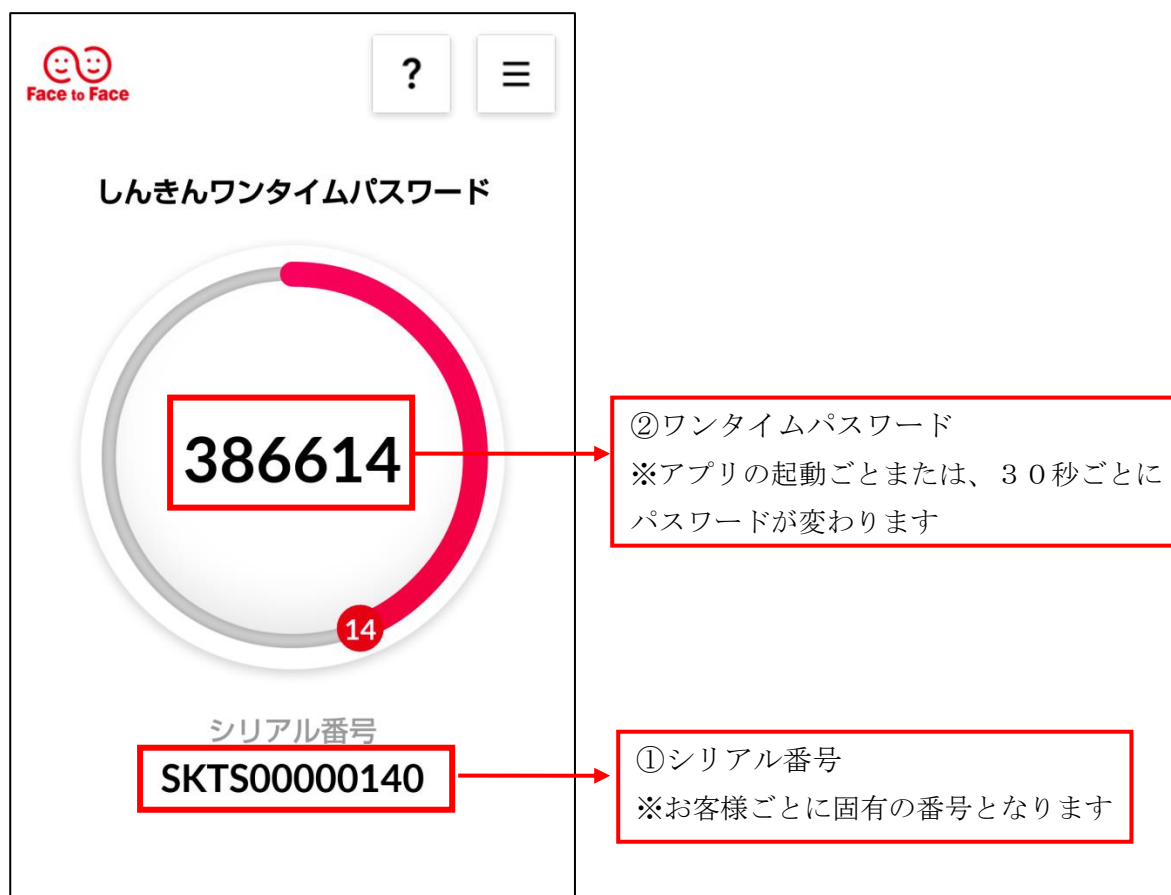 Face to Face
?
しんきんワンタイムパスワード
386614
14
シリアル番号
SKTS00000140
②ワンタイムパスワード
※アプリの起動ごとまたは、３０秒ごとに
パスワードが変わります
①シリアル番号
※お客様ごとに固有の番号となります